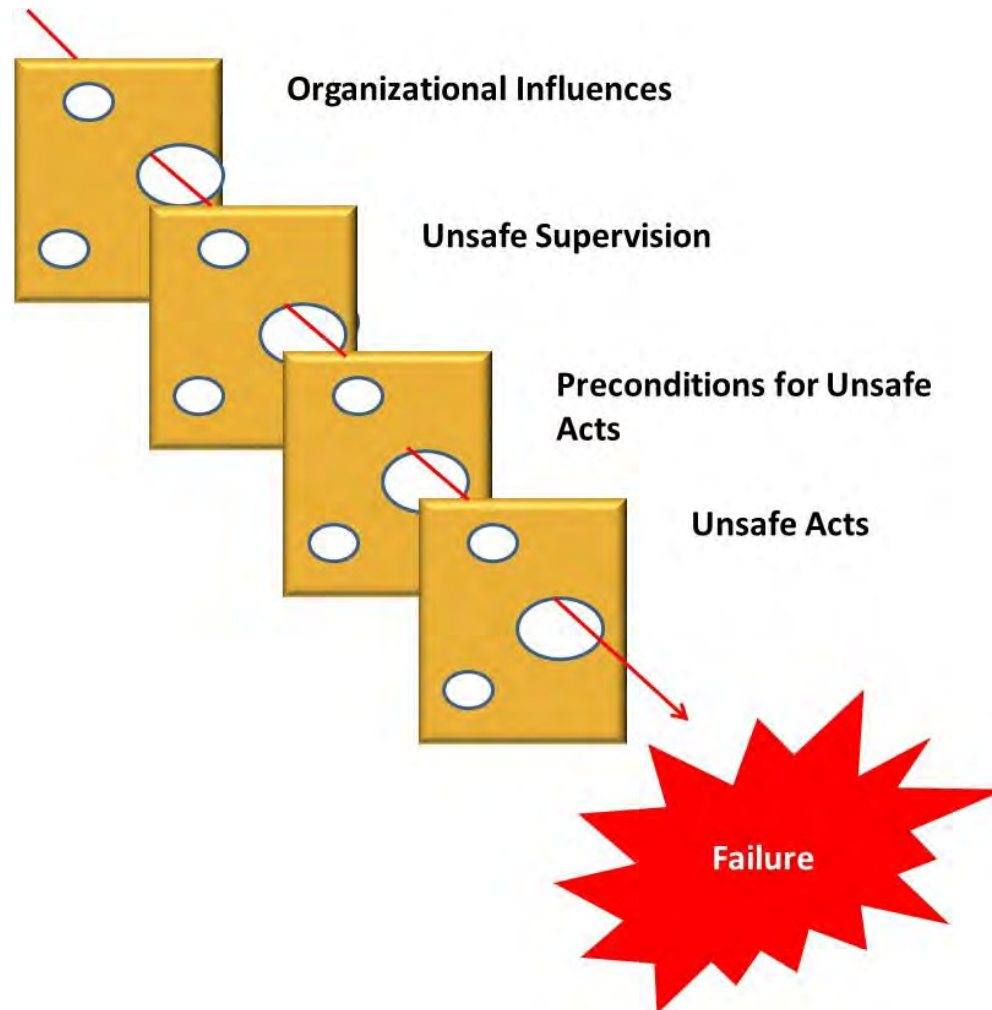 Organizational Influences
Unsafe Supervision
Preconditions for Unsafe
Acts
Unsafe Acts
Failure